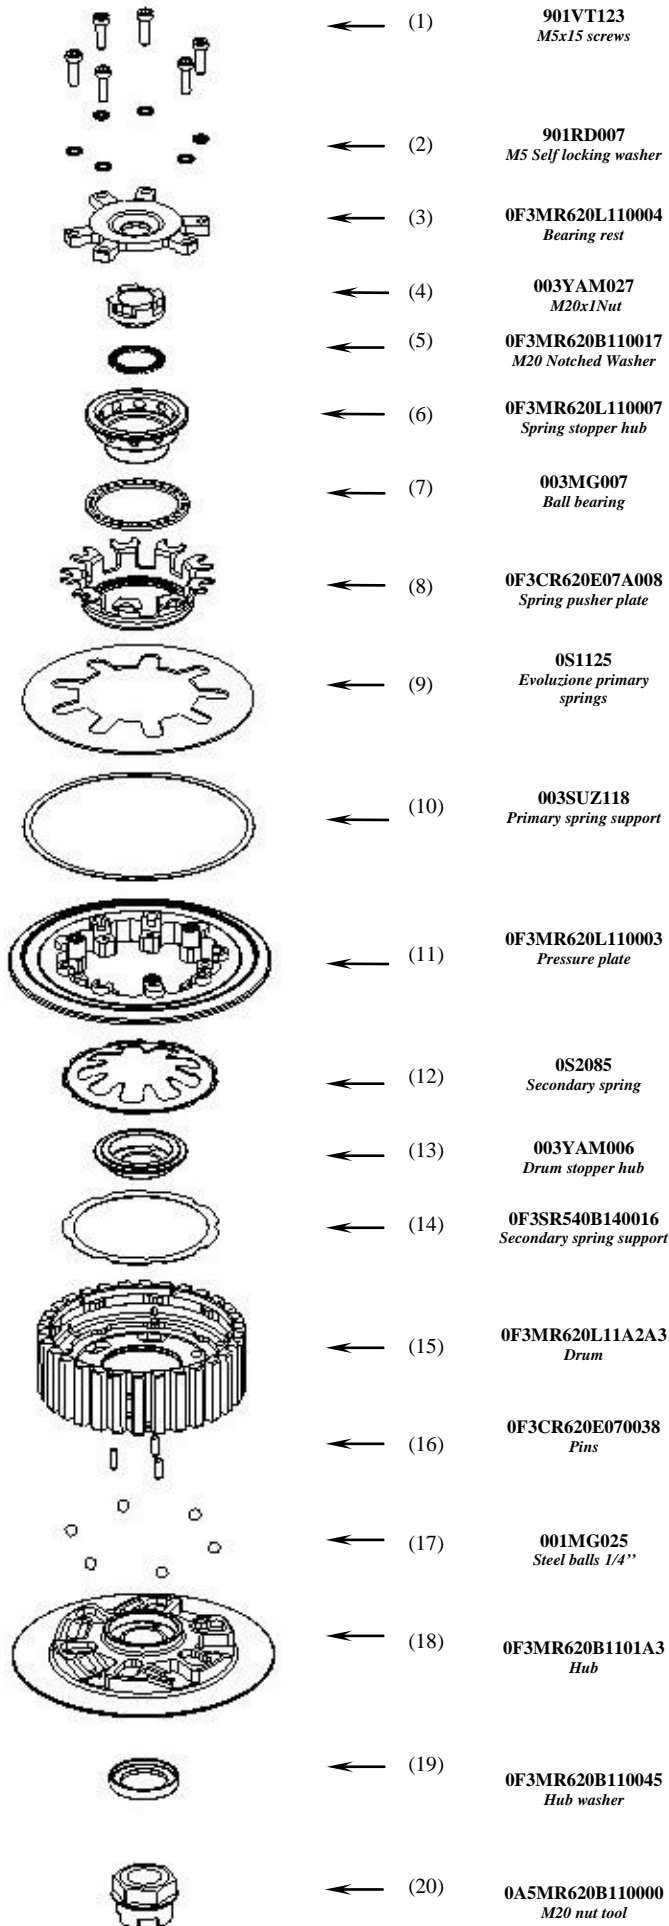 (1) 901VT123
M5x15 screws
(2) 901RD007
M5 Self locking washer
(3) 0F3MR620L110004
Bearing rest
(4) 003YAM027
M20x1Nut
(5) 0F3MR620B110017
M20 Notched Washer
(6) 0F3MR620L110007
Spring stopper hub
(7) 003MG007
Ball bearing
(8) 0F3CR620E07A008
Spring pusher plate
(9) 0S1125
Evoluzione primary
springs
(10) 003SUZ118
Primary spring support
(11) 0F3MR620L110003
Pressure plate
(12) 0S2085
Secondary spring
(13) 003YAM006
Drum stopper hub
(14) 0F3SR540B140016
Secondary spring support
(15) 0F3MR620L11A2A3
Drum
(16) 0F3CR620E070038
Pins
(17) 001MG025
Steel balls 1/4’’
(18) 0F3MR620B1101A3
Hub
(19) 0F3MR620B110045
Hub washer
(20) 0A5MR620B110000
M20 nut tool